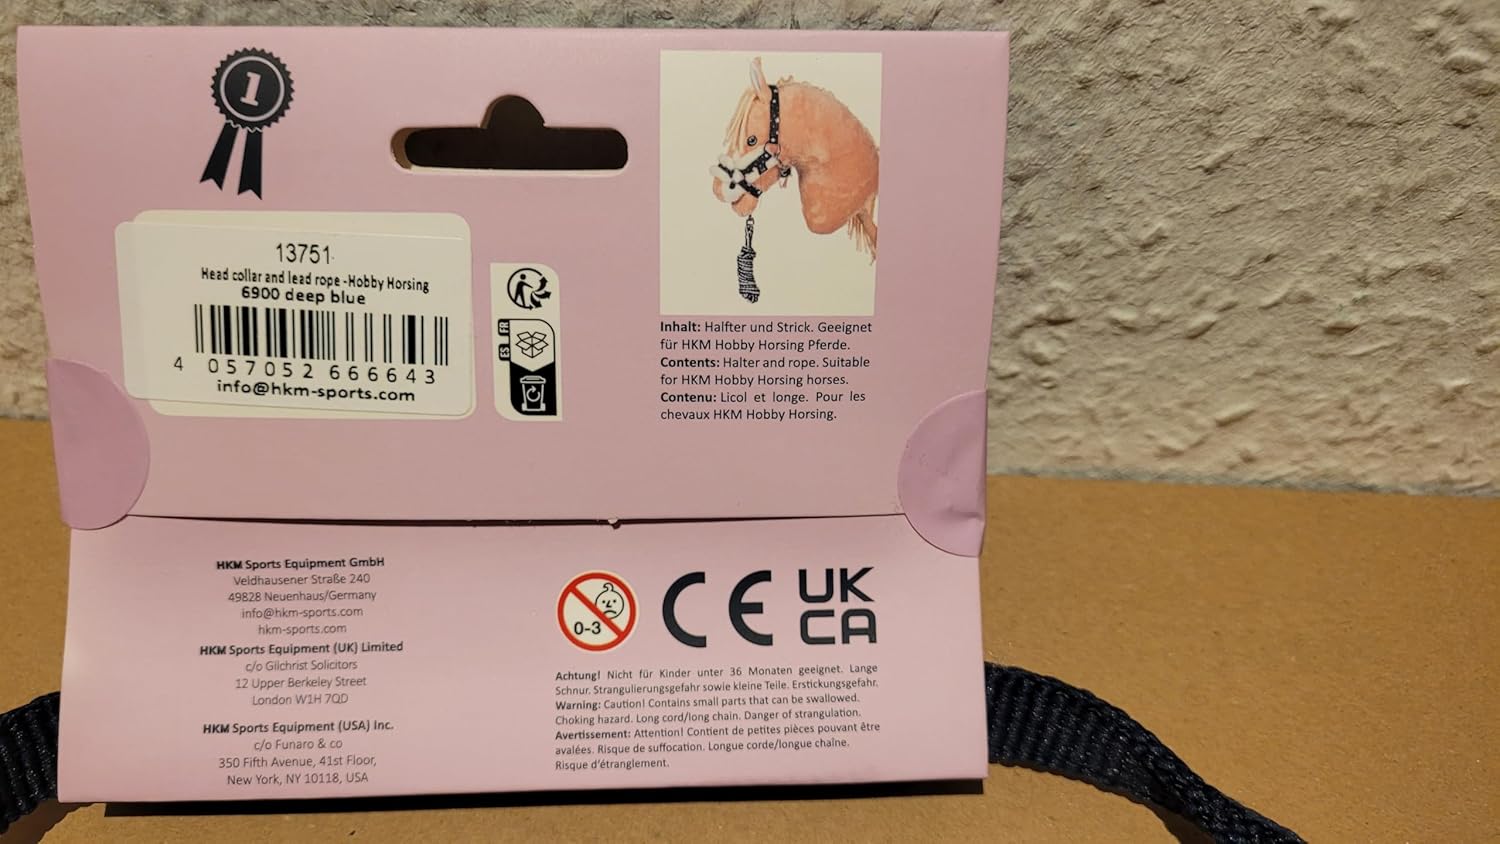 1
13751
Head collar and lead rope -Hobby Horsing
6900 deep blue
4 057052 666643
info@hkm-sports.com
FR
ES
Inhalt: Halfter und Strick. Geeignet
für HKM Hobby Horsing Pferde.
Contents: Halter and rope. Suitable
for HKM Hobby Horsing horses.
Contenu: Licol et longe. Pour les
chevaux HKM Hobby Horsing.
HKM Sports Equipment GmbH
Veldhausener Straße 240
49828 Neuenhaus/Germany
info@hkm-sports.com
hkm-sports.com
HKM Sports Equipment (UK) Limited
c/o Gilchrist Solicitors
12 Upper Berkeley Street
London W1H 7QD
HKM Sports Equipment (USA) Inc.
c/o Funaro & co
350 Fifth Avenue, 41st Floor,
New York, NY 10118, USA
0-3
CE
UK
CA
Achtung! Nicht für Kinder unter 36 Monaten geeignet. Lange
Schnur. Strangulierungsgefahr sowie kleine Teile. Erstickungsgefahr.
Warning: Caution! Contains small parts that can be swallowed.
Choking hazard. Long cord/long chain. Danger of strangulation.
Avertissement: Attention! Contient de petites pièces pouvant être
avalées. Risque de suffocation. Longue corde/longue chaîne.
Risque d'étranglement.